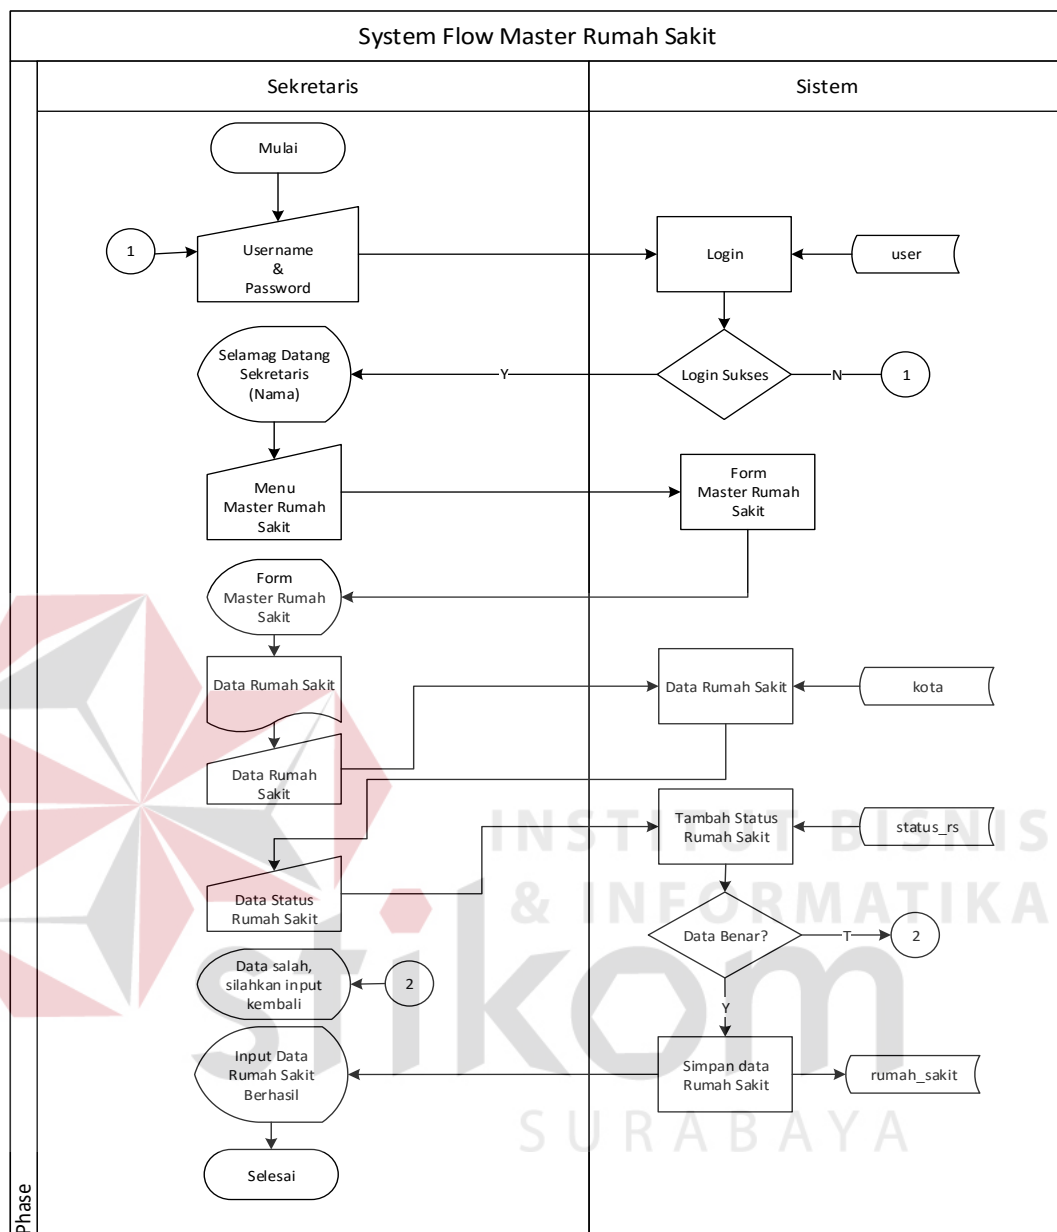 System Flow Master Rumah Sakit
Sekretaris
Sistem
Mulai
1
Username
&
Password
Login
user
Selamag Datang
Sekretaris
(Nama)
Y
Login Sukses
N
1
Menu
Master Rumah
Sakit
Form
Master Rumah
Sakit
Form
Master Rumah
Sakit
Data Rumah Sakit
Data Rumah Sakit
kota
Data Rumah
Sakit
Tambah Status
Rumah Sakit
status_rs
INSTITUT BISNIS
& INFORMATIKA
Data Status
Rumah Sakit
Data Benar?
T
2
stikom
Data salah,
silahkan input
kembali
2
Y
Input Data
Rumah Sakit
Berhasil
Simpan data
Rumah Sakit
rumah_sakit
SURABAYA
Selesai
Phase